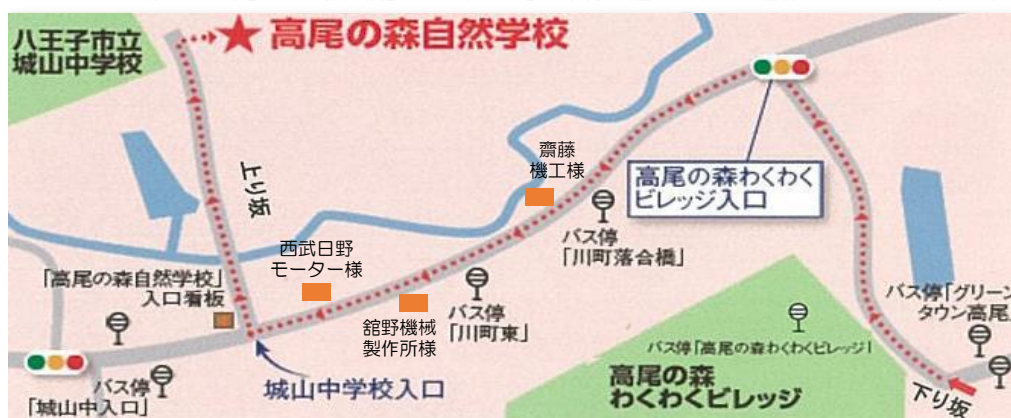 八王子市立
城山中学校
★高尾の森自然学校
上り坂
齋藤
機工様
高尾の森わくわく
ビレッジ入口
バス停
「川町落合橋」
西武日野
モーター様
「高尾の森自然学校」
入口看板
舘野機械
製作所様
バス停
「川町東」
バス停「グリーン
タウン高尾」
バス停「高尾の森わくわくビレッジ」
高尾の森
わくわくビレッジ
城山中学校入口
バス停
「城山中入口」
下り坂